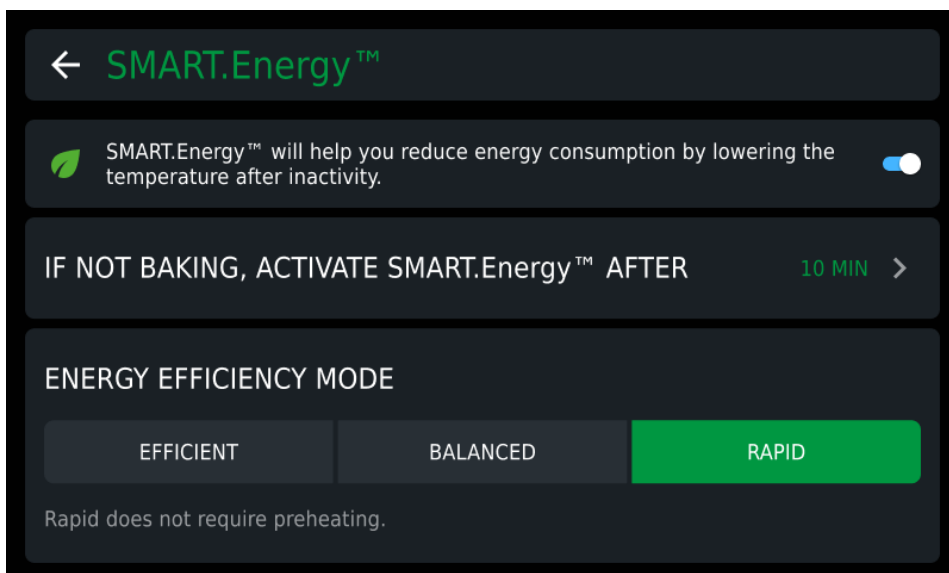 SMART.Energy™
SMART.Energy™ will help you reduce energy consumption by lowering the
temperature after inactivity.
IF NOT BAKING, ACTIVATE SMART.Energy™ AFTER 10 MIN
ENERGY EFFICIENCY MODE
EFFICIENT BALANCED RAPID
Rapid does not require preheating.